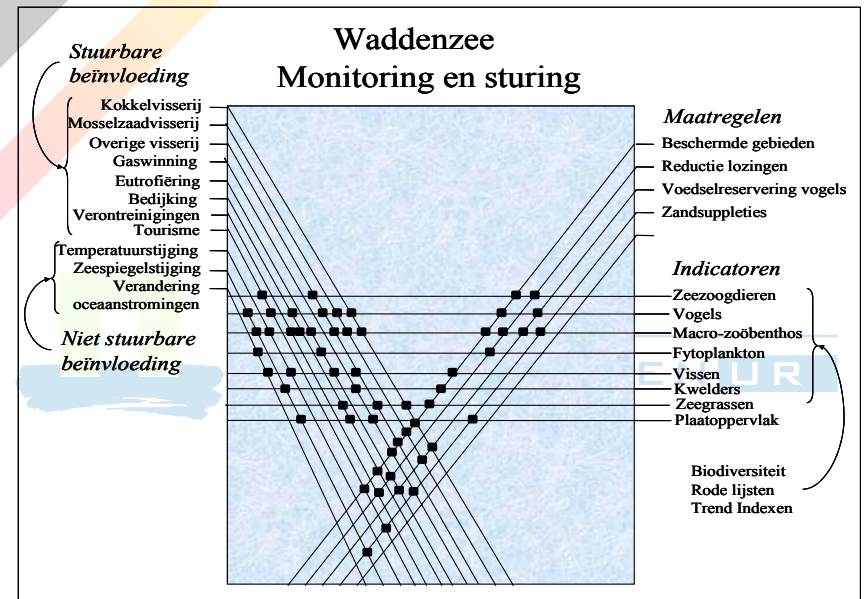 Waddenzee
Monitoring en sturing
Stuurbare
beïnvloeding
Kokkelvisserij
Mosselzaadvisserij
Overige visserij
Gaswinning
Eutrofiëring
Bedijking
Verontreinigingen
Tourisme
Temperatuurstijging
Zeespiegelstijging
Verandering
oceaanstromingen
Niet stuurbare
beïnvloeding
Maatregelen
Beschermde gebieden
Reductie lozingen
Voedselreservering vogels
Zandsuppleties
Indicatoren
Zeezoogdieren
Vogels
Macro-zoöbenthos
Fytoplankton
Vissen
Kwelders
Zeegrassen
Plaatoppervlak
Biodiversiteit
Rode lijsten
Trend Indexen